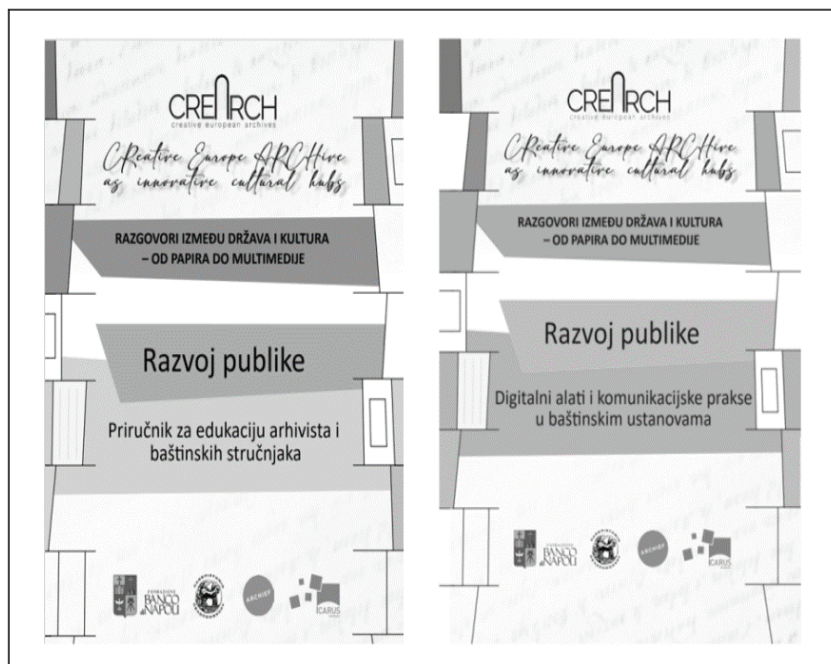 CREARCH
creative european archives
CReative Europe ARCHive
as innovative cultural hubs
RAZGOVORI IZMEĐU DRŽAVA I KULTURA
– OD PAPIRA DO MULTIMEDIJE
Razvoj publike
Priručnik za edukaciju arhivista i
baštinskih stručnjaka
FONDAZIONE
BANCO
NAPOLI
ARCHIEF
ICARUS
CREARCH
creative european archives
CReative Europe ARCHive
as innovative cultural hubs
RAZGOVORI IZMEĐU DRŽAVA I KULTURA
– OD PAPIRA DO MULTIMEDIJE
Razvoj publike
Digitalni alati i komunikacijske prakse
u baštinskim ustanovama
FONDAZIONE
BANCO
NAPOLI
ARCHIEF
ICARUS